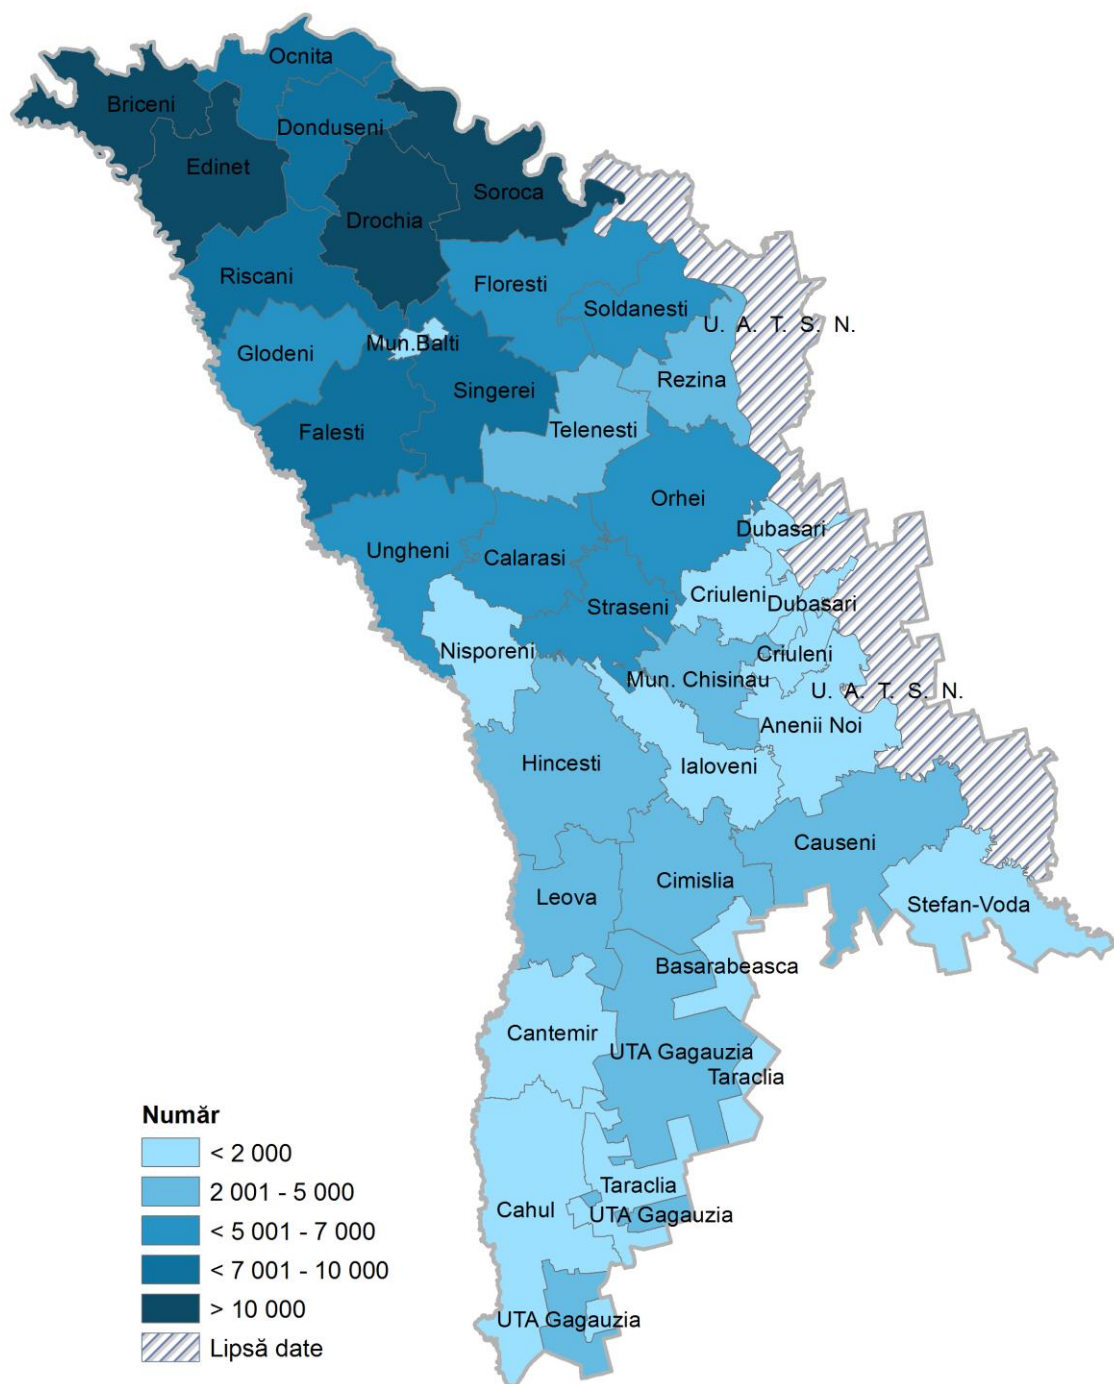 Ocnita
Briceni
Donduseni
Edinet
Soroca
Drochia
Riscani
Floresti
Soldanesti
U. A. T. S. N.
Mun.Balti
Glodeni
Rezina
Singerei
Telenesti
Falesti
Orhei
Dubasari
Ungheni
Calarasi
Criuleni
Dubasari
Straseni
Nisporeni
Criuleni
Mun. Chisinau
U. A. T. S. N.
Anenii Noi
Hincesti
Ialoveni
Causeni
Cimislia
Leova
Stefan-Voda
Basarabeasca
Cantemir
UTA Gagauzia
Taraclia
Taraclia
Cahul
UTA Gagauzia
UTA Gagauzia
Număr
< 2 000
2 001 - 5 000
< 5 001 - 7 000
< 7 001 - 10 000
> 10 000
Lipsă date